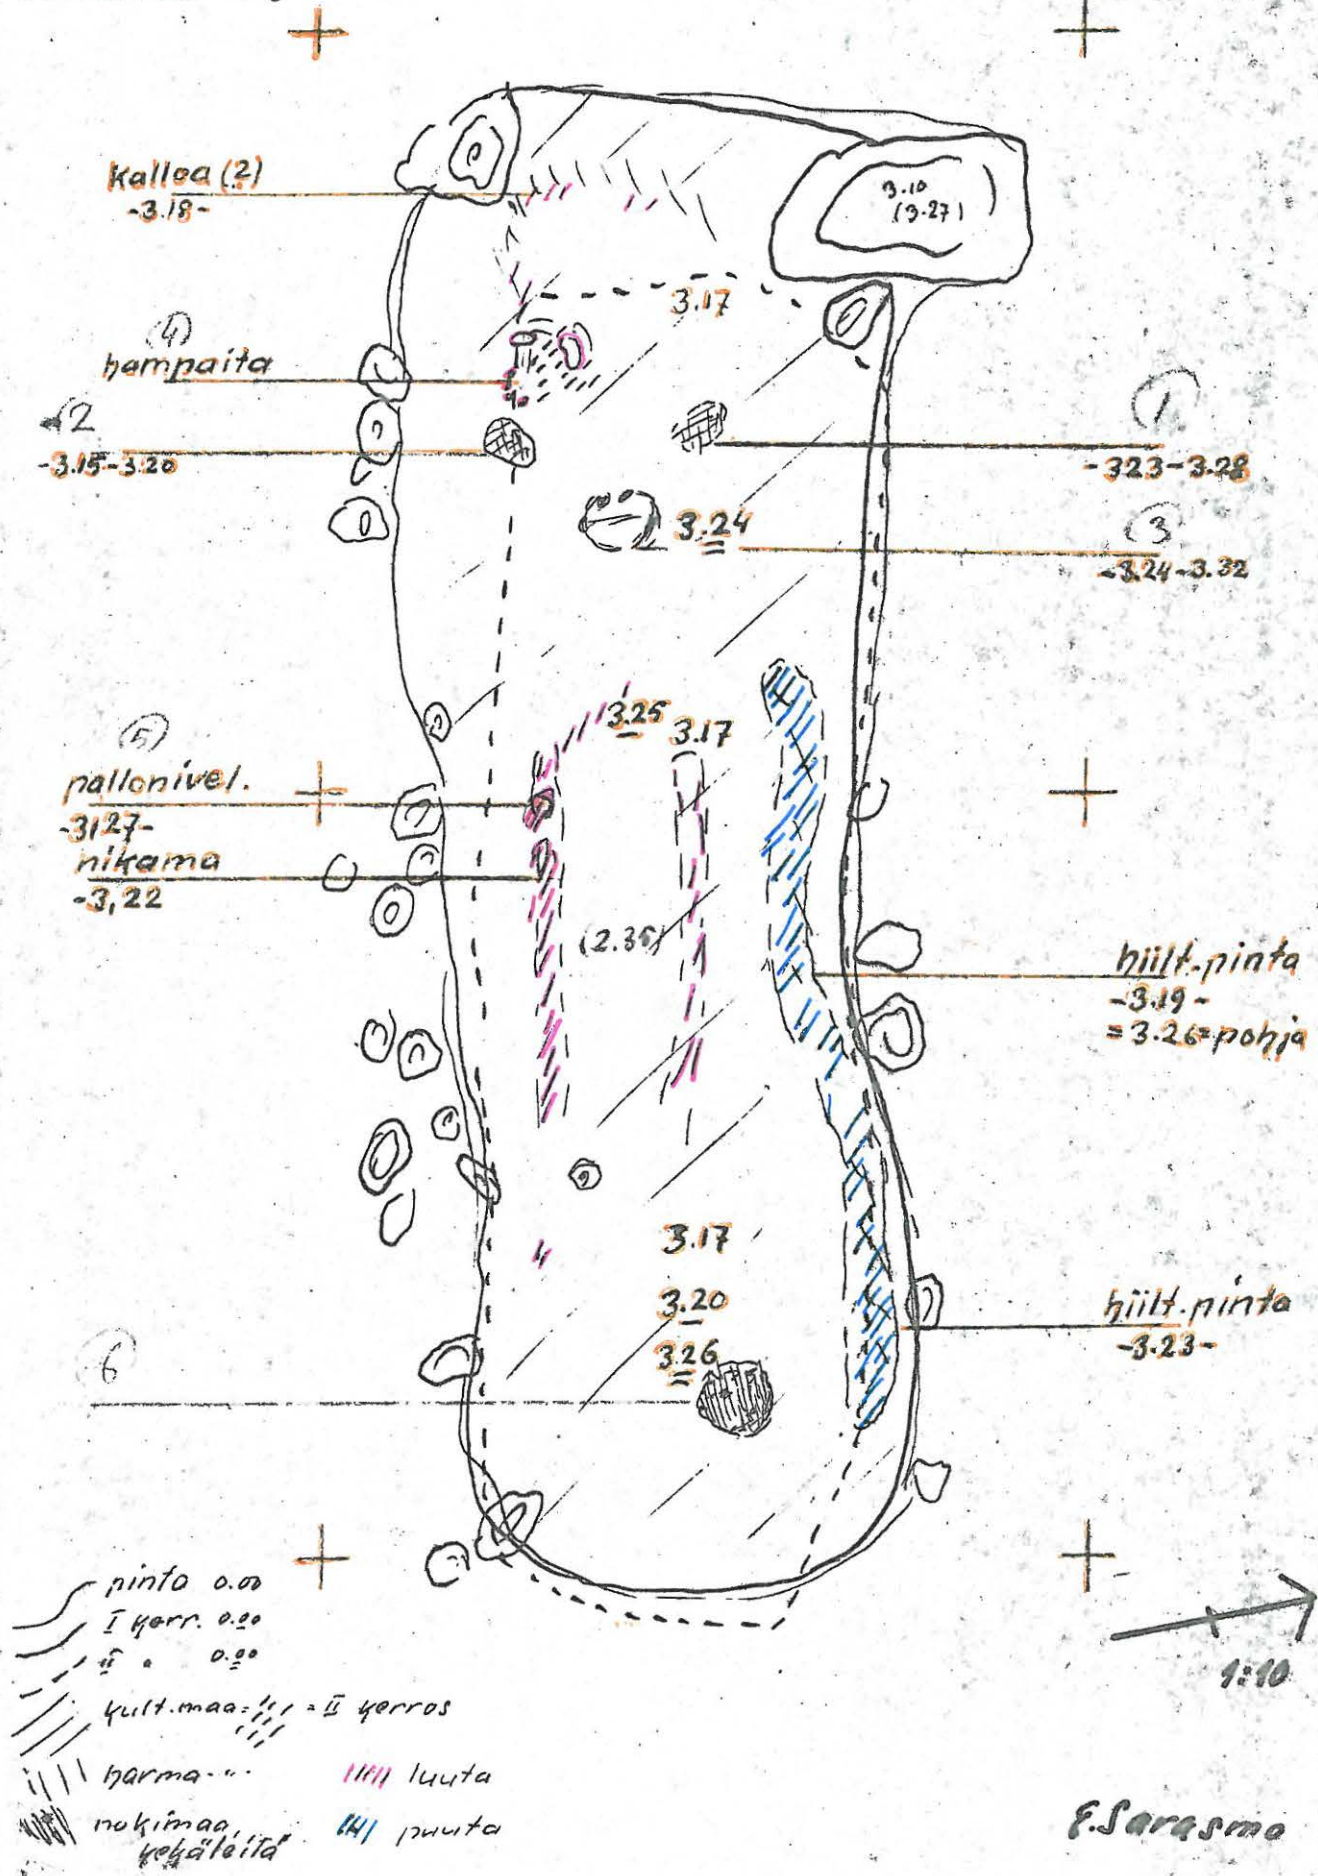 Kalloa (?)
-3.18-
3.10
(3.27)
3.17
4
hampaita
2
-3.15-3.20
1
-323-3.28
3.24
3
-3.24-3.32
3.25
3.17
5
pallonivel.
-3,27-
nikama
-3,22
(2.35)
hiilt.pinta
-3.19-
=3.26=pohja
3.17
3.20
3.26
hiilt.pinta
-3.23-
6
pinta 0.00
I kerr. 0.00
II " 0.00
kult.maa = = II kerros
harma-"-
luuta
nokimaa,
kekäleitä
puuta
1:10
E.Sarasmo